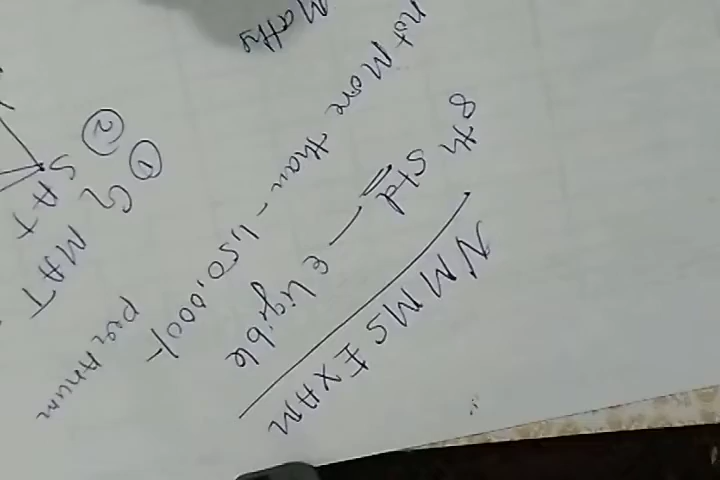 NMMS EXAM
8th Std - eligible
not More than - 1,50,000/-
per Annum
① G MAT
② SAT
Maths